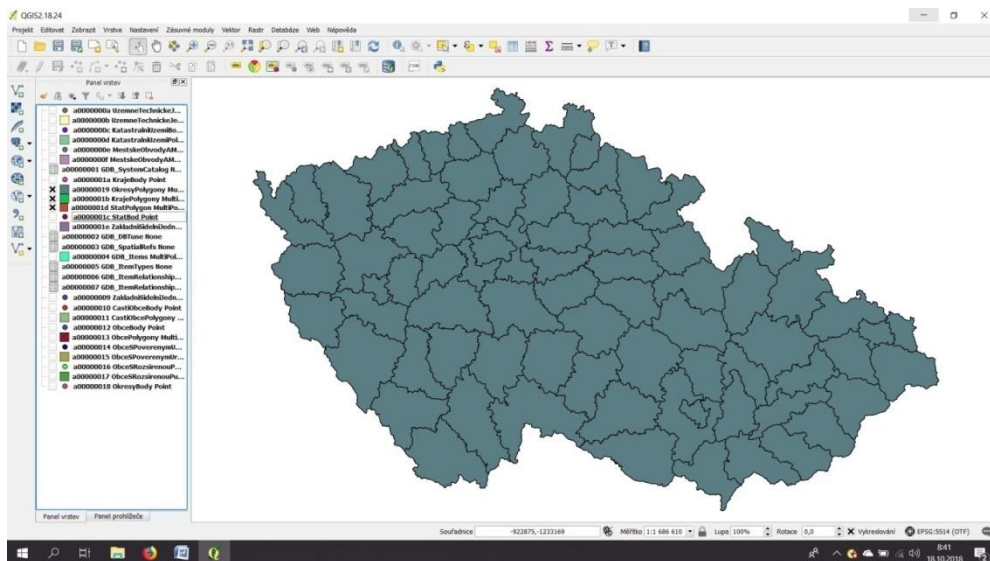 QGIS2.18.24
Projekt Editovat Zobrazit Vrstva Nastavení Zásuvné moduly Vektor Rastr Databáze Web Nápověda
Panel vrstev
a0000000a UzemneTechnickeJ...
a0000000b UzemneTechnickeJe...
a0000000c KatastralniUzemiBo...
a0000000d KatastralniUzemiPol...
a0000000e MestskeObvodyAM...
a0000000f MestskeObvodyAM...
a00000001 GDB_SystemCatalog N...
a0000001a KrajeBody Point
a00000019 OkresyPolygony Mu...
a0000001b KrajePolygony Multi...
a0000001d StatPolygon MultiPo...
a0000001c StatBod Point
a0000001e ZakladniSidelniJedn...
a00000002 GDB_DBTune None
a00000003 GDB_SpatialRefs None
a00000004 GDB_Items MultiPol...
a00000005 GDB_ItemTypes None
a00000006 GDB_ItemRelationship...
a00000007 GDB_ItemRelationship...
a00000009 ZakladniSidelniJedn...
a00000010 CastiObceBody Point
a00000011 CastiObcePolygony ...
a00000012 ObceBody Point
a00000013 ObcePolygony Multi...
a00000014 ObceSPoverenymU...
a00000015 ObceSPoverenymUr...
a00000016 ObceSRozsirenouP...
a00000017 ObceSRozsirenouPu...
a00000018 OkresyBody Point
Panel vrstev Panel prohlížeče
Souřadnice -922875,-1233169 Měřítko 1:1 686 610 Lupa 100% Rotace 0,0 Vykreslování EPSG:5514 (OTF)
8:41
18.10.2018